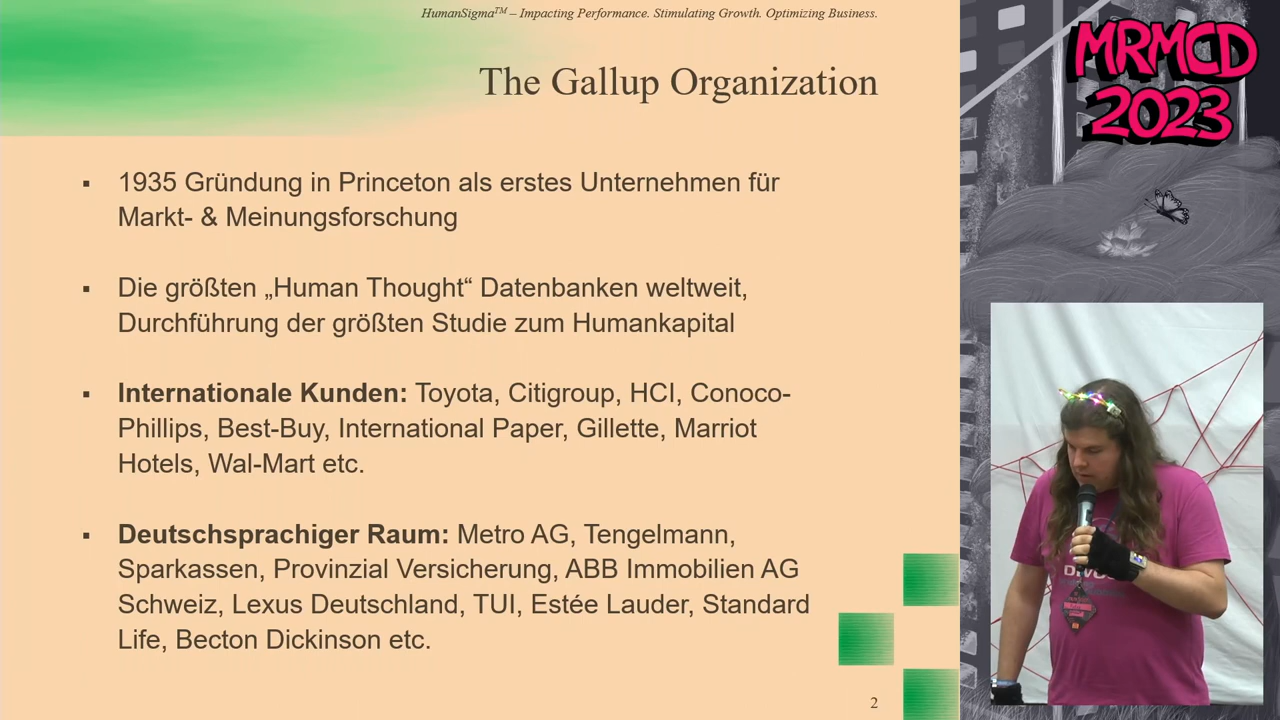 HumanSigma™ – Impacting Performance. Stimulating Growth. Optimizing Business.
The Gallup Organization
▪ 1935 Gründung in Princeton als erstes Unternehmen für
Markt- & Meinungsforschung
▪ Die größten „Human Thought“ Datenbanken weltweit,
Durchführung der größten Studie zum Humankapital
▪ Internationale Kunden: Toyota, Citigroup, HCI, Conoco-
Phillips, Best-Buy, International Paper, Gillette, Marriot
Hotels, Wal-Mart etc.
▪ Deutschsprachiger Raum: Metro AG, Tengelmann,
Sparkassen, Provinzial Versicherung, ABB Immobilien AG
Schweiz, Lexus Deutschland, TUI, Estée Lauder, Standard
Life, Becton Dickinson etc.
2
MRMCD
2023